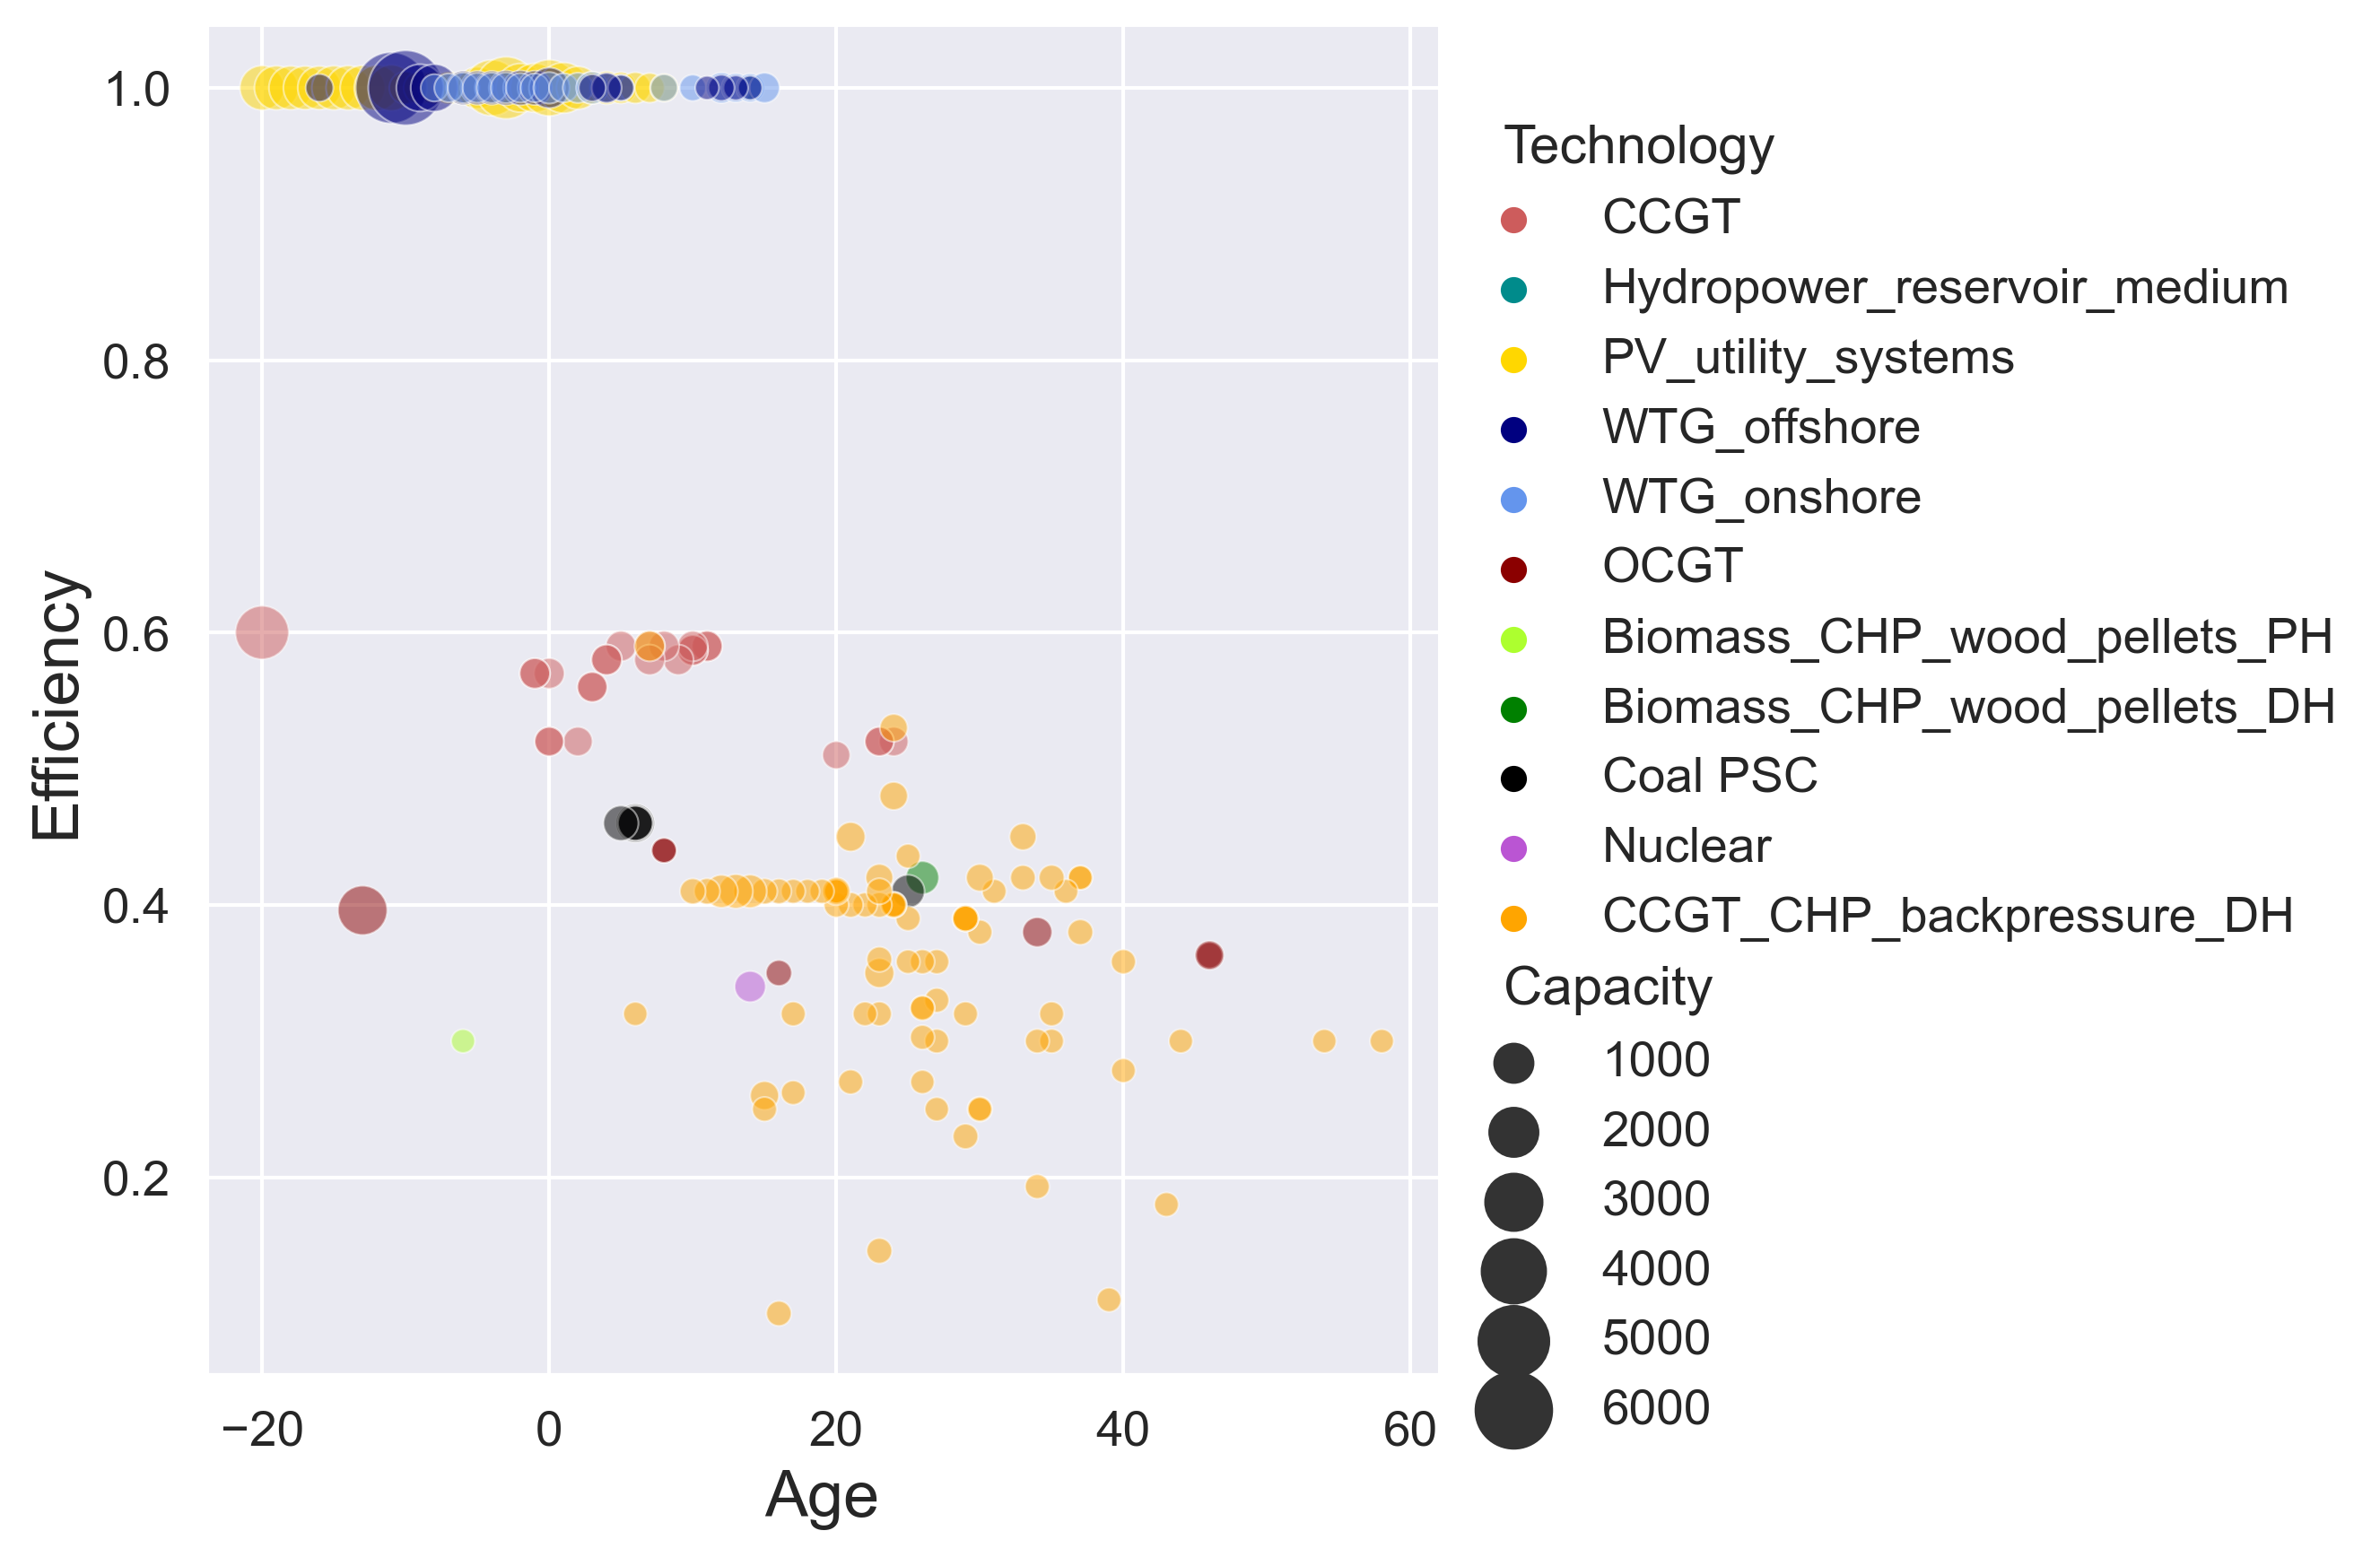 1.0
0.8
0.6
0.4
0.2
Efficiency
−20
0
20
40
60
Age
Technology
CCGT
Hydropower_reservoir_medium
PV_utility_systems
WTG_offshore
WTG_onshore
OCGT
Biomass_CHP_wood_pellets_PH
Biomass_CHP_wood_pellets_DH
Coal PSC
Nuclear
CCGT_CHP_backpressure_DH
Capacity
1000
2000
3000
4000
5000
6000